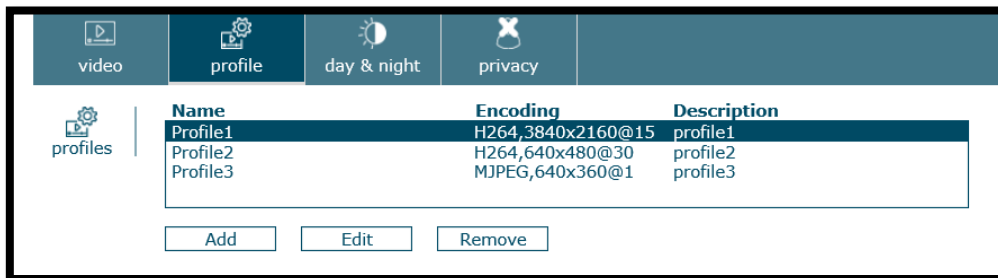 video profile day & night privacy
profiles
Name Encoding Description
Profile1 H264,3840x2160@15 profile1
Profile2 H264,640x480@30 profile2
Profile3 MJPEG,640x360@1 profile3
Add Edit Remove